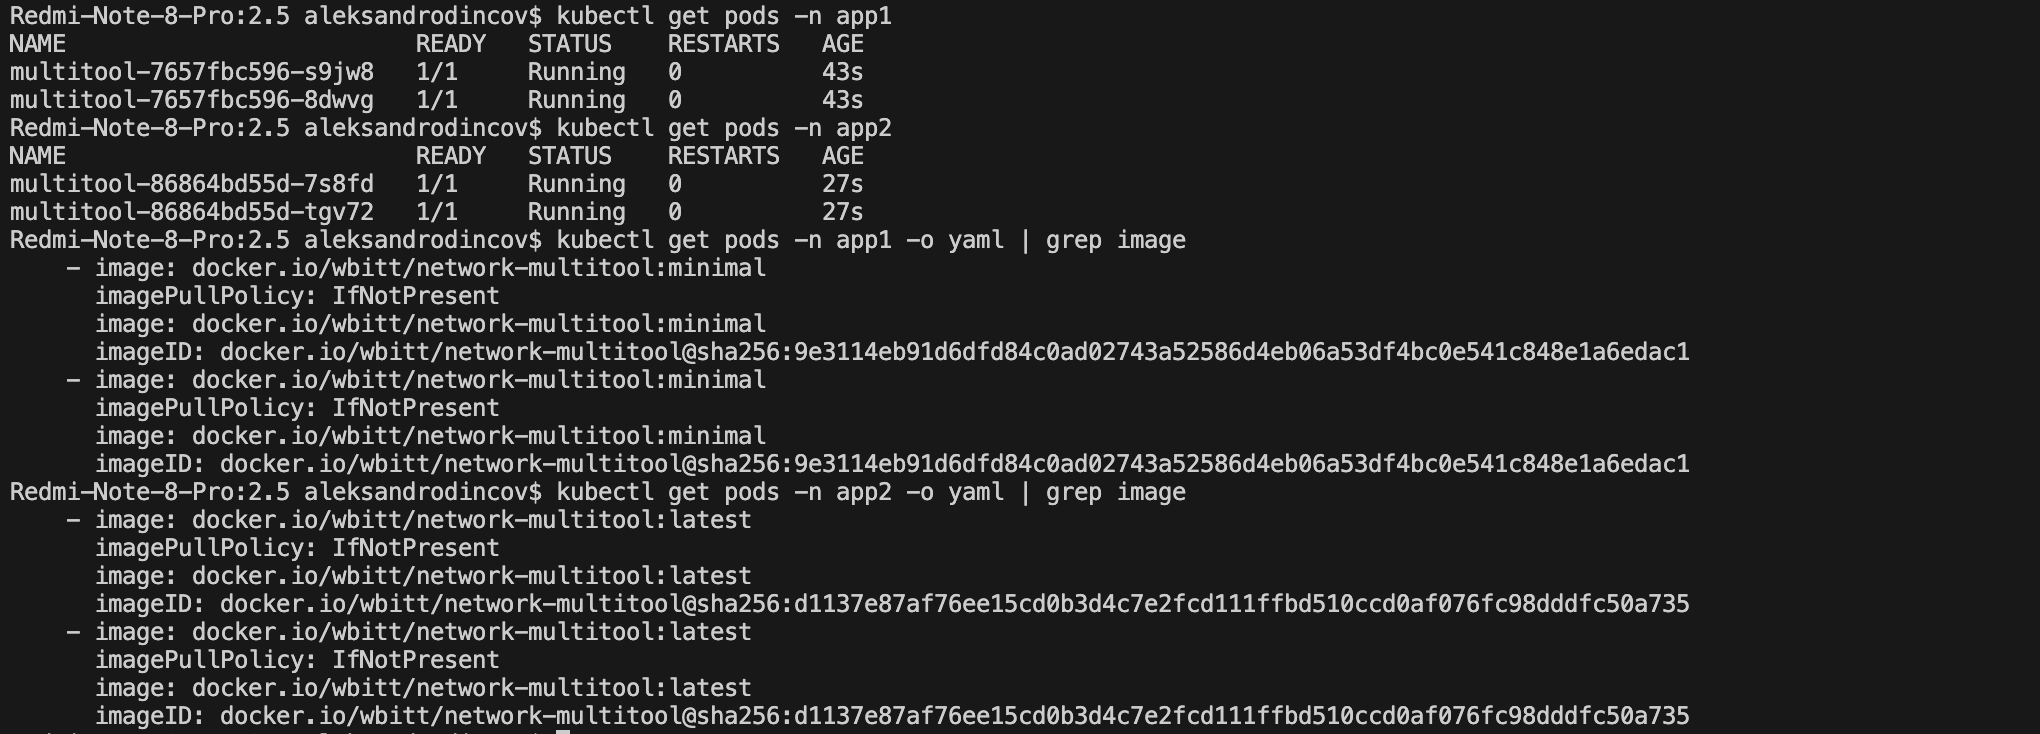 Redmi-Note-8-Pro:2.5 aleksandrodincov$ kubectl get pods -n app1
NAME                         READY   STATUS    RESTARTS   AGE
multitool-7657fbc596-s9jw8   1/1     Running   0          43s
multitool-7657fbc596-8dwvg   1/1     Running   0          43s
Redmi-Note-8-Pro:2.5 aleksandrodincov$ kubectl get pods -n app2
NAME                         READY   STATUS    RESTARTS   AGE
multitool-86864bd55d-7s8fd   1/1     Running   0          27s
multitool-86864bd55d-tgv72   1/1     Running   0          27s
Redmi-Note-8-Pro:2.5 aleksandrodincov$ kubectl get pods -n app1 -o yaml | grep image
    - image: docker.io/wbitt/network-multitool:minimal
      imagePullPolicy: IfNotPresent
      image: docker.io/wbitt/network-multitool:minimal
      imageID: docker.io/wbitt/network-multitool@sha256:9e3114eb91d6dfd84c0ad02743a52586d4eb06a53df4bc0e541c848e1a6edac1
    - image: docker.io/wbitt/network-multitool:minimal
      imagePullPolicy: IfNotPresent
      image: docker.io/wbitt/network-multitool:minimal
      imageID: docker.io/wbitt/network-multitool@sha256:9e3114eb91d6dfd84c0ad02743a52586d4eb06a53df4bc0e541c848e1a6edac1
Redmi-Note-8-Pro:2.5 aleksandrodincov$ kubectl get pods -n app2 -o yaml | grep image
    - image: docker.io/wbitt/network-multitool:latest
      imagePullPolicy: IfNotPresent
      image: docker.io/wbitt/network-multitool:latest
      imageID: docker.io/wbitt/network-multitool@sha256:d1137e87af76ee15cd0b3d4c7e2fcd111ffbd510ccd0af076fc98dddfc50a735
    - image: docker.io/wbitt/network-multitool:latest
      imagePullPolicy: IfNotPresent
      image: docker.io/wbitt/network-multitool:latest
      imageID: docker.io/wbitt/network-multitool@sha256:d1137e87af76ee15cd0b3d4c7e2fcd111ffbd510ccd0af076fc98dddfc50a735